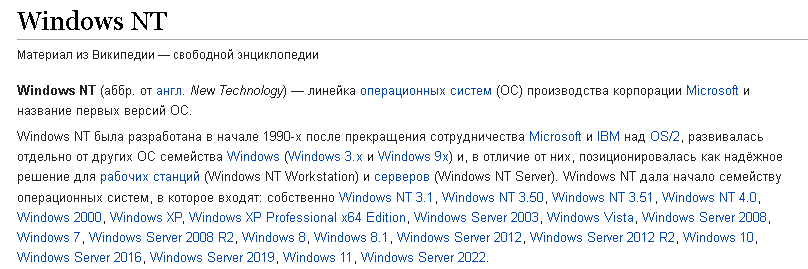 Windows NT
Материал из Википедии — свободной энциклопедии
Windows NT (аббр. от англ. New Technology) — линейка операционных систем (ОС) производства корпорации Microsoft и
название первых версий ОС.
Windows NT была разработана в начале 1990-х после прекращения сотрудничества Microsoft и IBM над OS/2, развивалась
отдельно от других ОС семейства Windows (Windows 3.x и Windows 9x) и, в отличие от них, позиционировалась как надёжное
решение для рабочих станций (Windows NT Workstation) и серверов (Windows NT Server). Windows NT дала начало семейству
операционных систем, в которое входят: собственно Windows NT 3.1, Windows NT 3.50, Windows NT 3.51, Windows NT 4.0,
Windows 2000, Windows XP, Windows XP Professional x64 Edition, Windows Server 2003, Windows Vista, Windows Server 2008,
Windows 7, Windows Server 2008 R2, Windows 8, Windows 8.1, Windows Server 2012, Windows Server 2012 R2, Windows 10,
Windows Server 2016, Windows Server 2019, Windows 11, Windows Server 2022.